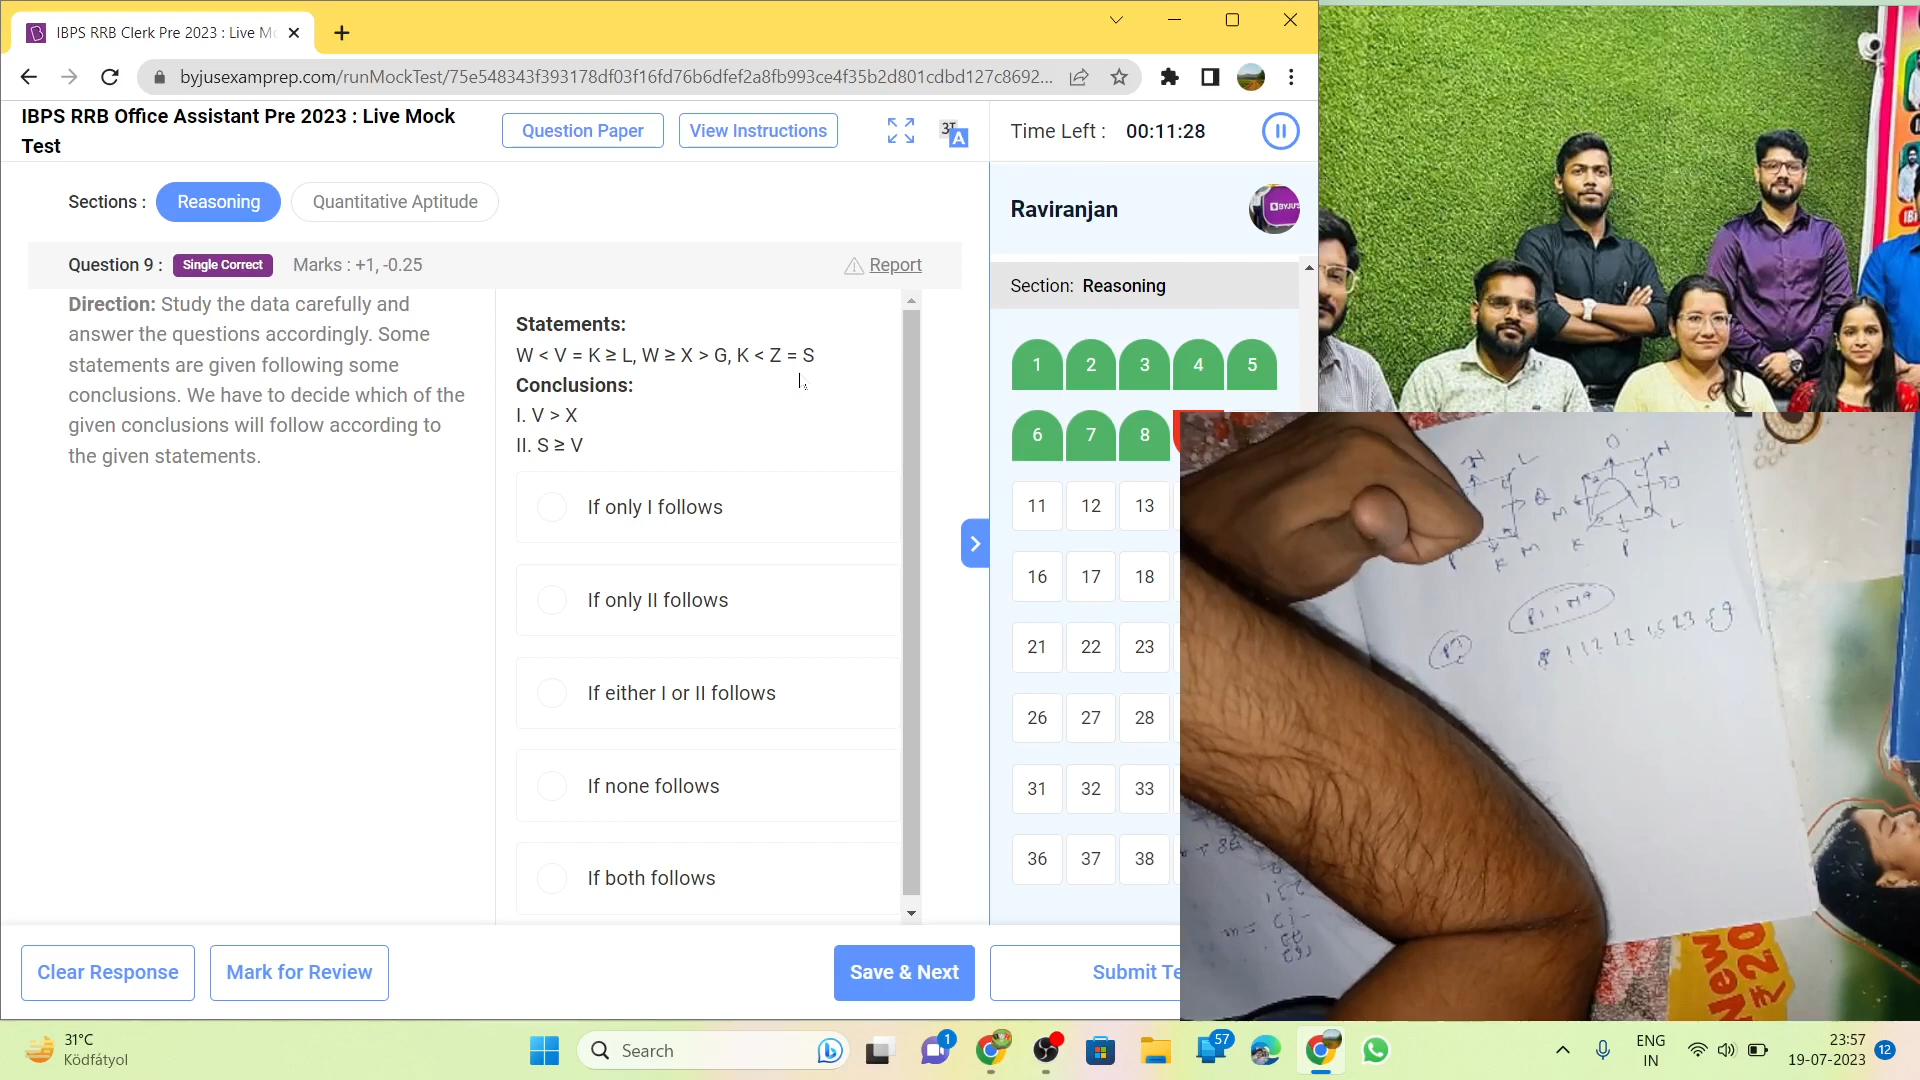 IBPS RRB Clerk Pre 2023 : Live Mo
byjusexamprep.com/runMockTest/75e548343f393178df03f16fd76b6dfef2a8fb993ce4f35b2d801cdbd127c8692...
IBPS RRB Office Assistant Pre 2023 : Live Mock
Test
Question Paper
View Instructions
Time Left : 00:11:28
Sections :
Reasoning
Quantitative Aptitude
Raviranjan
Question 9 :
Single Correct
Marks : +1, -0.25
Report
Section: Reasoning
Direction: Study the data carefully and
answer the questions accordingly. Some
statements are given following some
conclusions. We have to decide which of the
given conclusions will follow according to
the given statements.
Statements:
W < V = K ≥ L, W ≥ X > G, K < Z = S
Conclusions:
I. V > X
II. S ≥ V
If only I follows
If only II follows
If either I or II follows
If none follows
If both follows
1 2 3 4 5
6 7 8
11 12 13
16 17 18
21 22 23
26 27 28
31 32 33
36 37 38
Clear Response
Mark for Review
Save & Next
Submit Te
New
₹20
31°C
Ködfátyol
Search
1
57
ENG
IN
23:57
19-07-2023
12